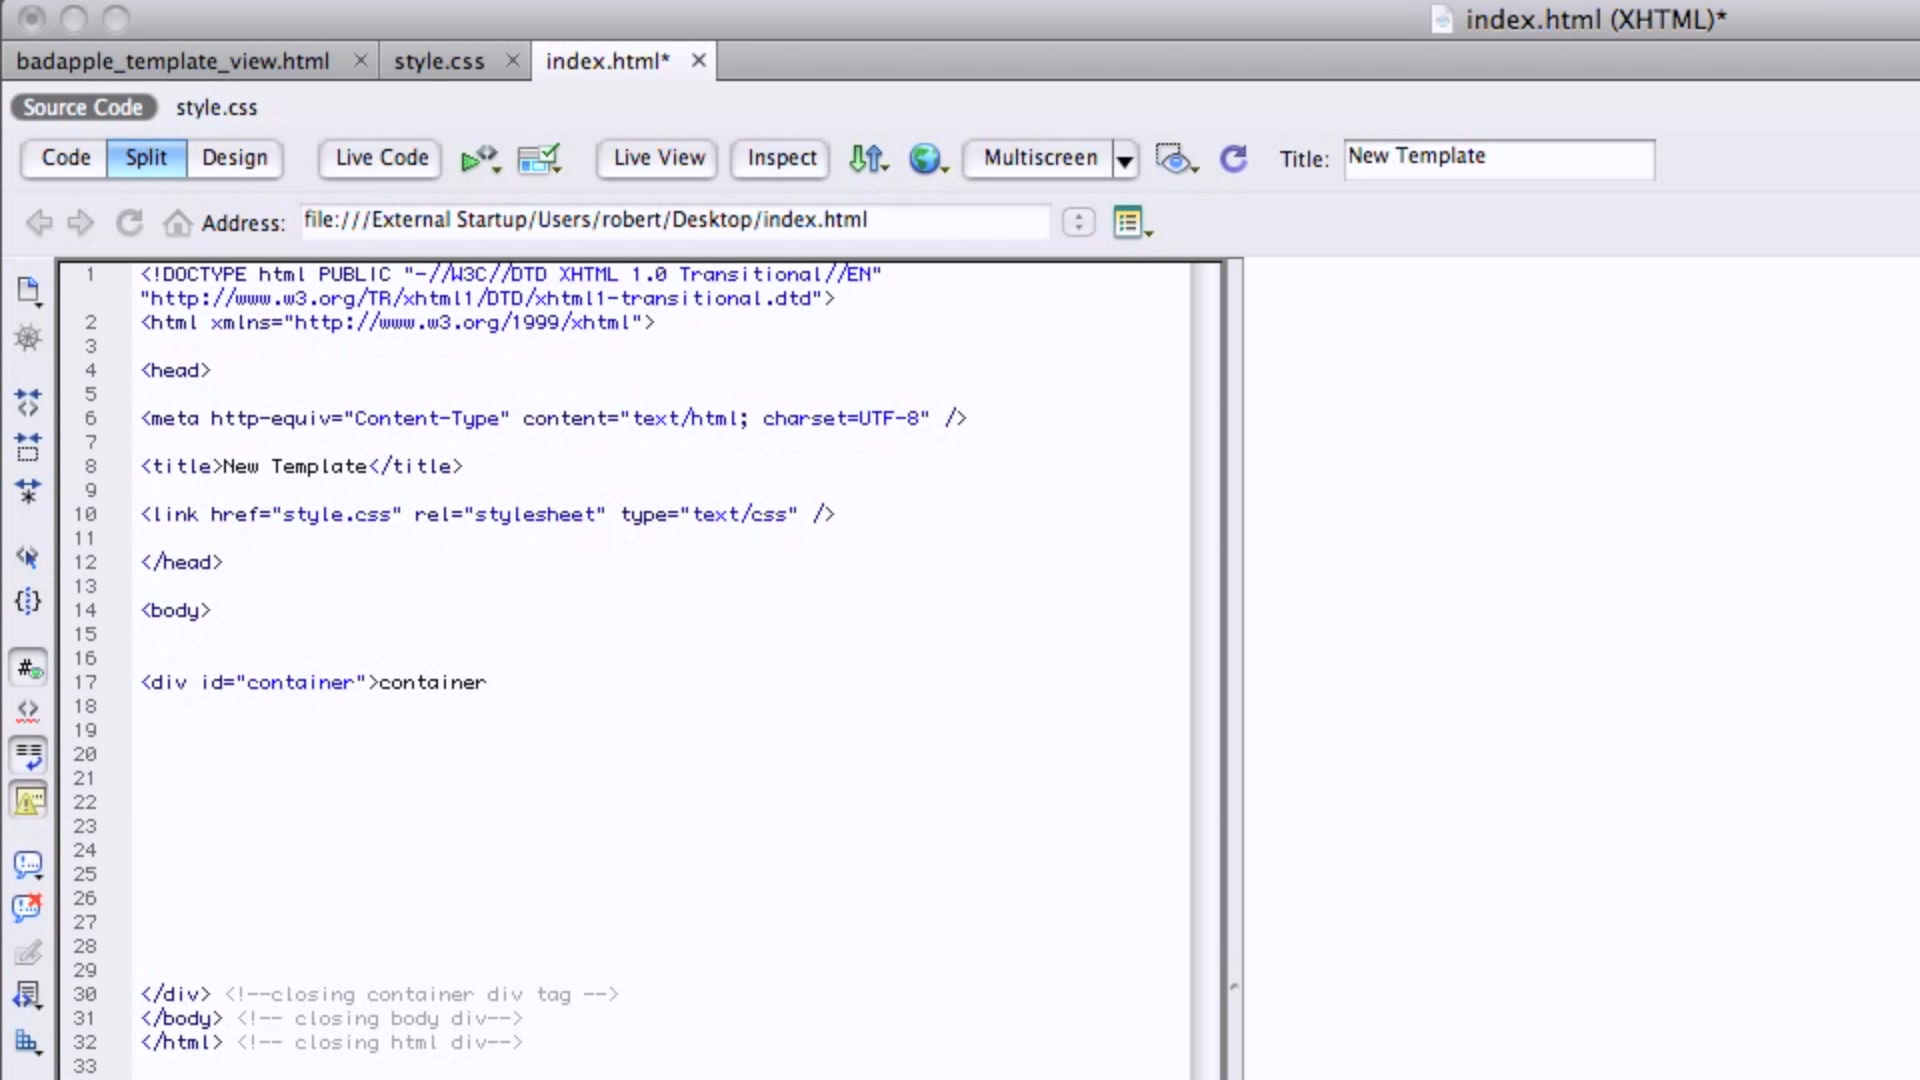 index.html (XHTML)*
badapple_template_view.html
style.css
index.html*
Source Code
style.css
Code
Split
Design
Live Code
Live View
Inspect
Multiscreen
Title:
New Template
Address:
file:///External Startup/Users/robert/Desktop/index.html
1 <!DOCTYPE html PUBLIC "-//W3C//DTD XHTML 1.0 Transitional//EN"
"http://www.w3.org/TR/xhtml1/DTD/xhtml1-transitional.dtd">
2 <html xmlns="http://www.w3.org/1999/xhtml">
3
4 <head>
5
6 <meta http-equiv="Content-Type" content="text/html; charset=UTF-8" />
7
8 <title>New Template</title>
9
10 <link href="style.css" rel="stylesheet" type="text/css" />
11
12 </head>
13
14 <body>
15
16
17 <div id="container">container
18
19
20
21
22
23
24
25
26
27
28
29
30 </div> <!--closing container div tag -->
31 </body> <!-- closing body div-->
32 </html> <!-- closing html div-->
33